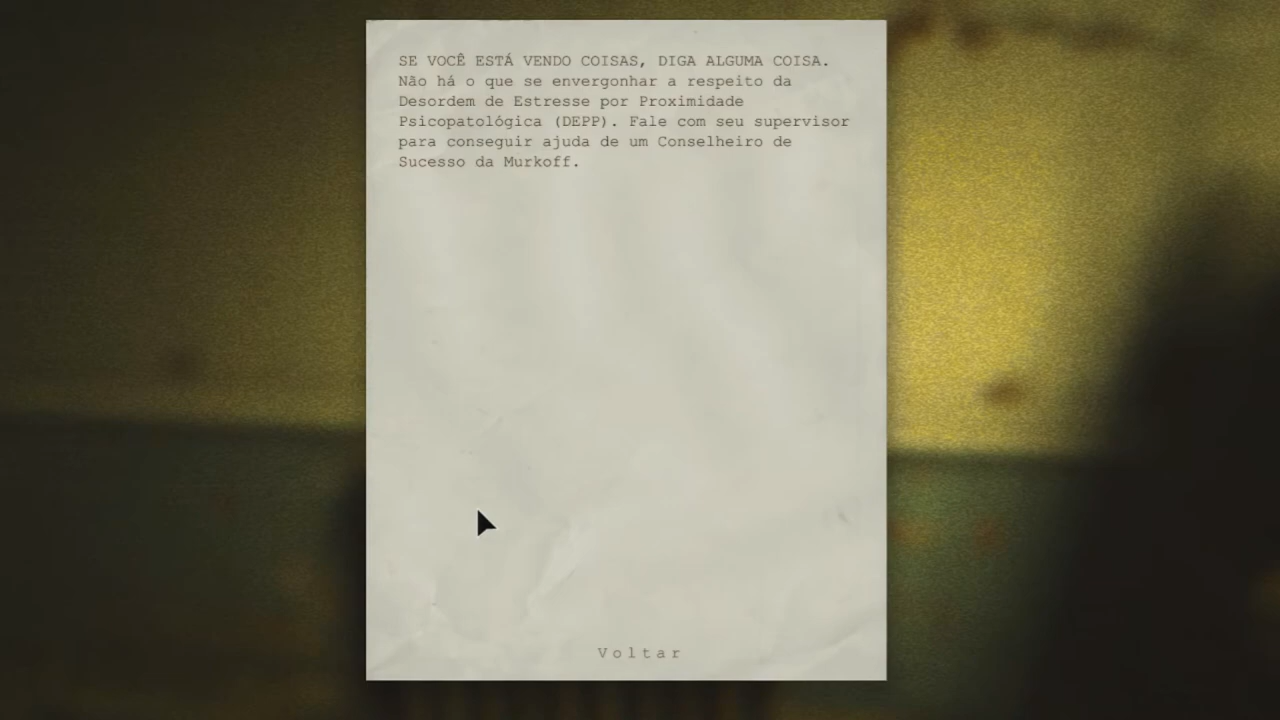 SE VOCÊ ESTÁ VENDO COISAS, DIGA ALGUMA COISA.
Não há o que se envergonhar a respeito da
Desordem de Estresse por Proximidade
Psicopatológica (DEPP). Fale com seu supervisor
para conseguir ajuda de um Conselheiro de
Sucesso da Murkoff.
Voltar